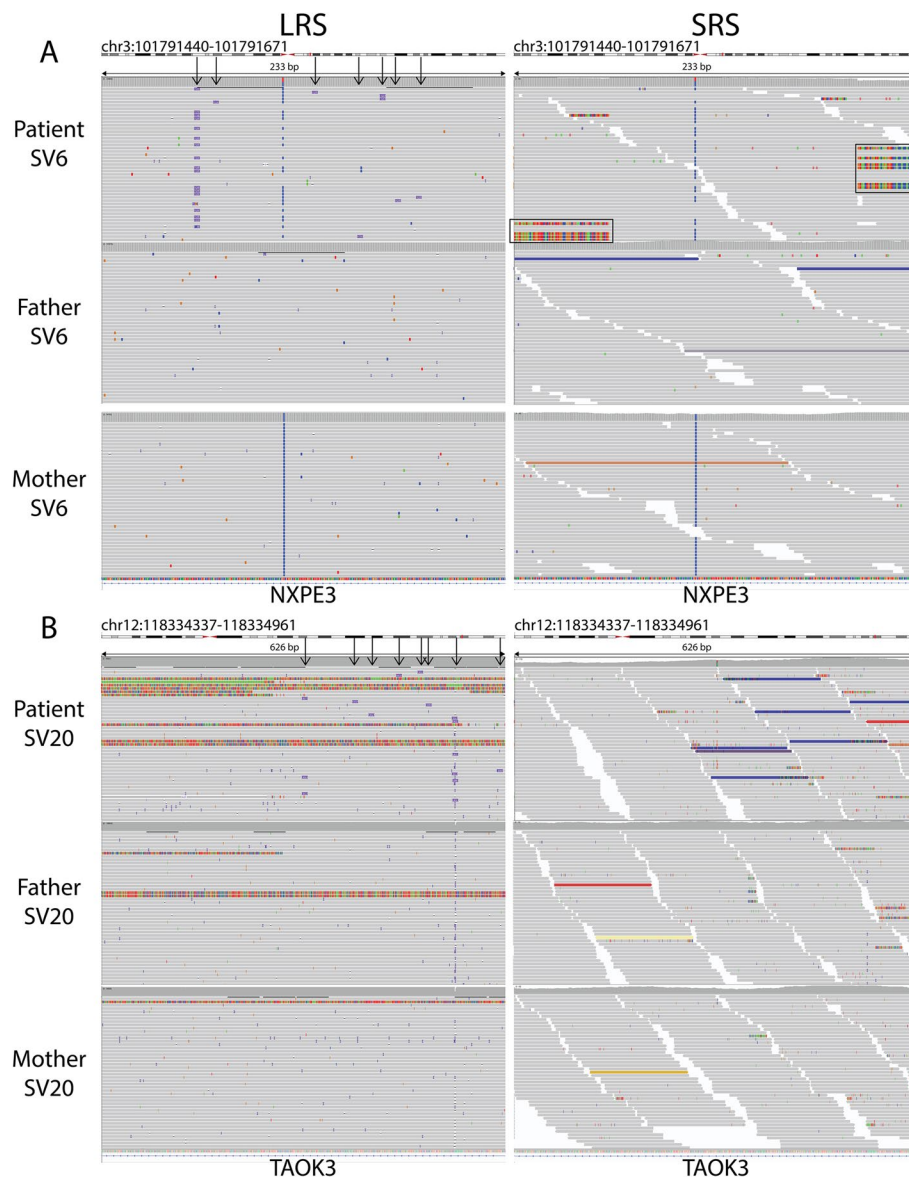 LRS
SRS
A
chr3:101791440-101791671
chr3:101791440-101791671
233 bp
233 bp
Patient
SV6
Father
SV6
Mother
SV6
NXPE3
NXPE3
B
chr12:118334337-118334961
chr12:118334337-118334961
626 bp
626 bp
Patient
SV20
Father
SV20
Mother
SV20
TAOK3
TAOK3